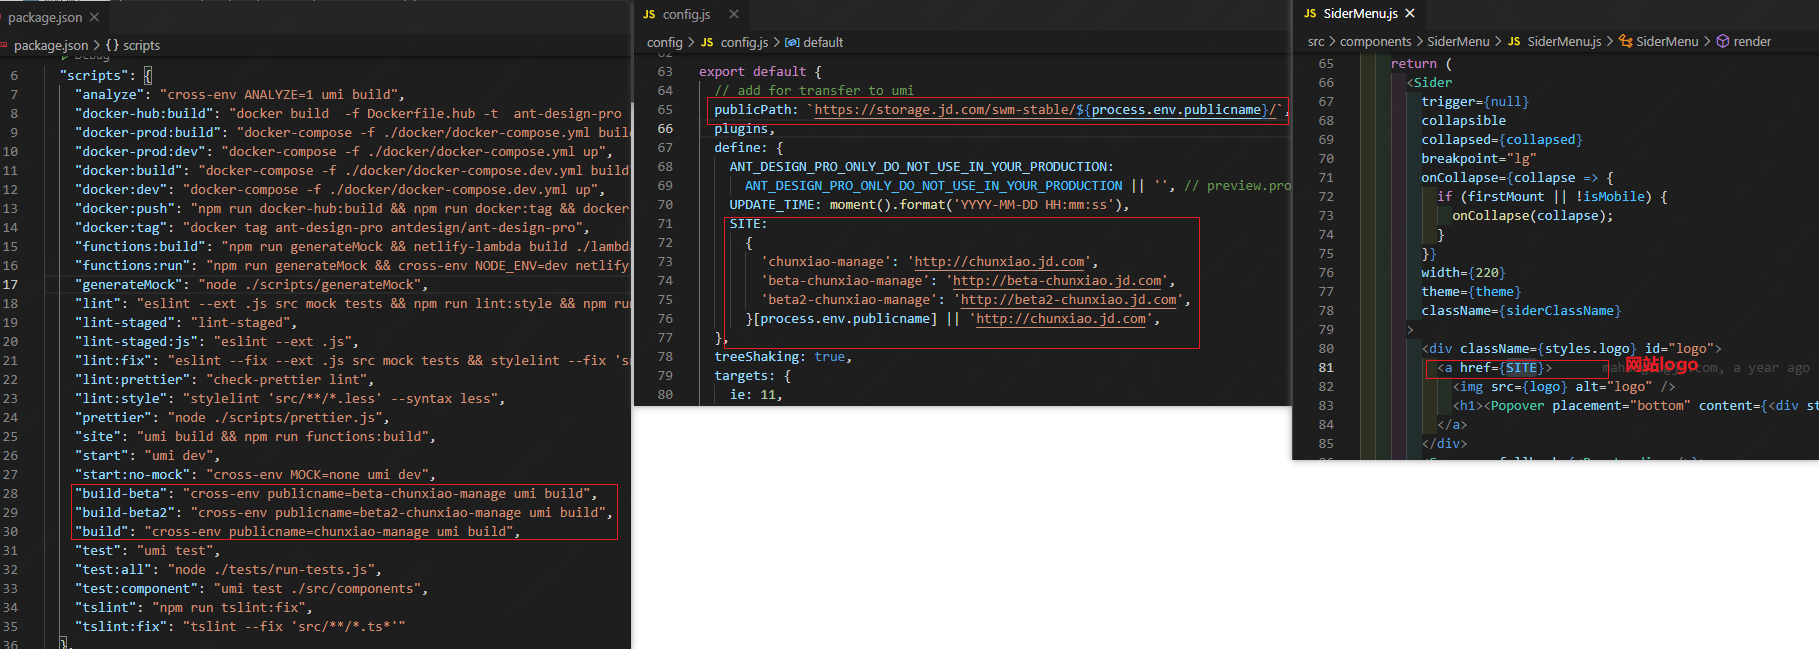 package.json
package.json > {} scripts
Debug
6 "scripts": {
7 "analyze": "cross-env ANALYZE=1 umi build",
8 "docker-hub:build": "docker build  -f Dockerfile.hub -t  ant-design-pro
9 "docker-prod:build": "docker-compose -f ./docker/docker-compose.yml build
10 "docker-prod:dev": "docker-compose -f ./docker/docker-compose.yml up",
11 "docker:build": "docker-compose -f ./docker/docker-compose.dev.yml build
12 "docker:dev": "docker-compose -f ./docker/docker-compose.dev.yml up",
13 "docker:push": "npm run docker-hub:build && npm run docker:tag && docker
14 "docker:tag": "docker tag ant-design-pro antdesign/ant-design-pro",
15 "functions:build": "npm run generateMock && netlify-lambda build ./lambda
16 "functions:run": "npm run generateMock && cross-env NODE_ENV=dev netlify
17 "generateMock": "node ./scripts/generateMock",
18 "lint": "eslint --ext .js src mock tests && npm run lint:style && npm run
19 "lint-staged": "lint-staged",
20 "lint-staged:js": "eslint --ext .js",
21 "lint:fix": "eslint --fix --ext .js src mock tests && stylelint --fix 'sr
22 "lint:prettier": "check-prettier lint",
23 "lint:style": "stylelint 'src/**/*.less' --syntax less",
24 "prettier": "node ./scripts/prettier.js",
25 "site": "umi build && npm run functions:build",
26 "start": "umi dev",
27 "start:no-mock": "cross-env MOCK=none umi dev",
28 "build-beta": "cross-env publicname=beta-chunxiao-manage umi build",
29 "build-beta2": "cross-env publicname=beta2-chunxiao-manage umi build",
30 "build": "cross-env publicname=chunxiao-manage umi build",
31 "test": "umi test",
32 "test:all": "node ./tests/run-tests.js",
33 "test:component": "umi test ./src/components",
34 "tslint": "npm run tslint:fix",
35 "tslint:fix": "tslint --fix 'src/**/*.ts*'"
36 },
JS config.js
config > JS config.js > default
62
63 export default {
64 // add for transfer to umi
65 publicPath: `https://storage.jd.com/swm-stable/${process.env.publicname}/`,
66 plugins,
67 define: {
68 ANT_DESIGN_PRO_ONLY_DO_NOT_USE_IN_YOUR_PRODUCTION:
69 ANT_DESIGN_PRO_ONLY_DO_NOT_USE_IN_YOUR_PRODUCTION || '', // preview.pro
70 UPDATE_TIME: moment().format('YYYY-MM-DD HH:mm:ss'),
71 SITE:
72 {
73 'chunxiao-manage': 'http://chunxiao.jd.com',
74 'beta-chunxiao-manage': 'http://beta-chunxiao.jd.com',
75 'beta2-chunxiao-manage': 'http://beta2-chunxiao.jd.com',
76 }[process.env.publicname] || 'http://chunxiao.jd.com',
77 },
78 treeShaking: true,
79 targets: {
80 ie: 11,
JS SiderMenu.js
src > components > SiderMenu > JS SiderMenu.js > SiderMenu > render
65 return (
66 <Sider
67 trigger={null}
68 collapsible
69 collapsed={collapsed}
70 breakpoint="lg"
71 onCollapse={collapse => {
72 if (firstMount || !isMobile) {
73 onCollapse(collapse);
74 }
75 }}
76 width={220}
77 theme={theme}
78 className={siderClassName}
79 >
80 <div className={styles.logo} id="logo">
81 <a href={SITE}> 网站logo com, a year ago
82 <img src={logo} alt="logo" />
83 <h1><Popover placement="bottom" content={<div st
84 </a>
85 </div>